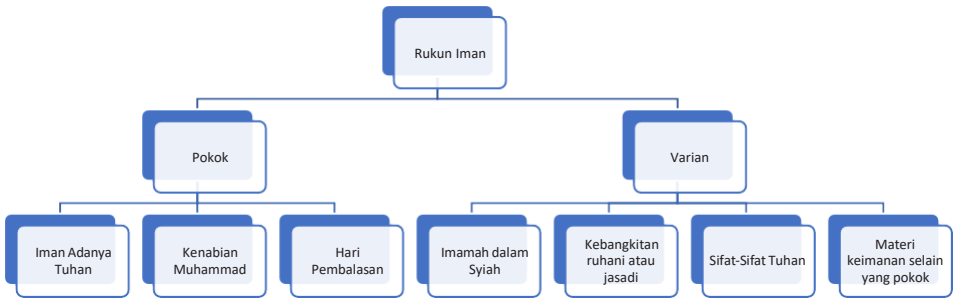 Rukun Iman
Pokok
Varian
Iman Adanya
Tuhan
Kenabian
Muhammad
Hari
Pembalasan
Imamah dalam
Syiah
Kebangkitan
ruhani atau
jasadi
Sifat-Sifat Tuhan
Materi
keimanan selain
yang pokok